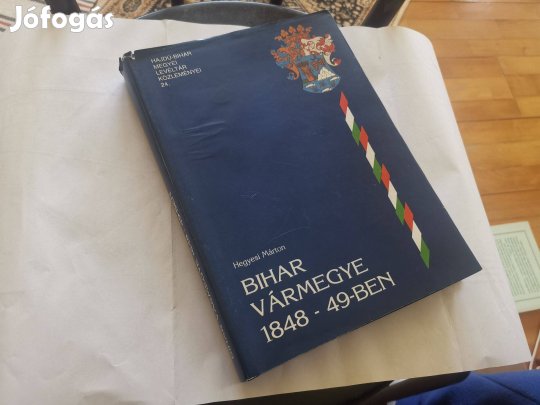 Jófogás
HAJDÚ-BIHAR
MEGYEI
LEVÉLTÁR
KÖZLEMÉNYEI
24.
Hegyesi Márton
BIHAR
VÁRMEGYE
1848 - 49-BEN